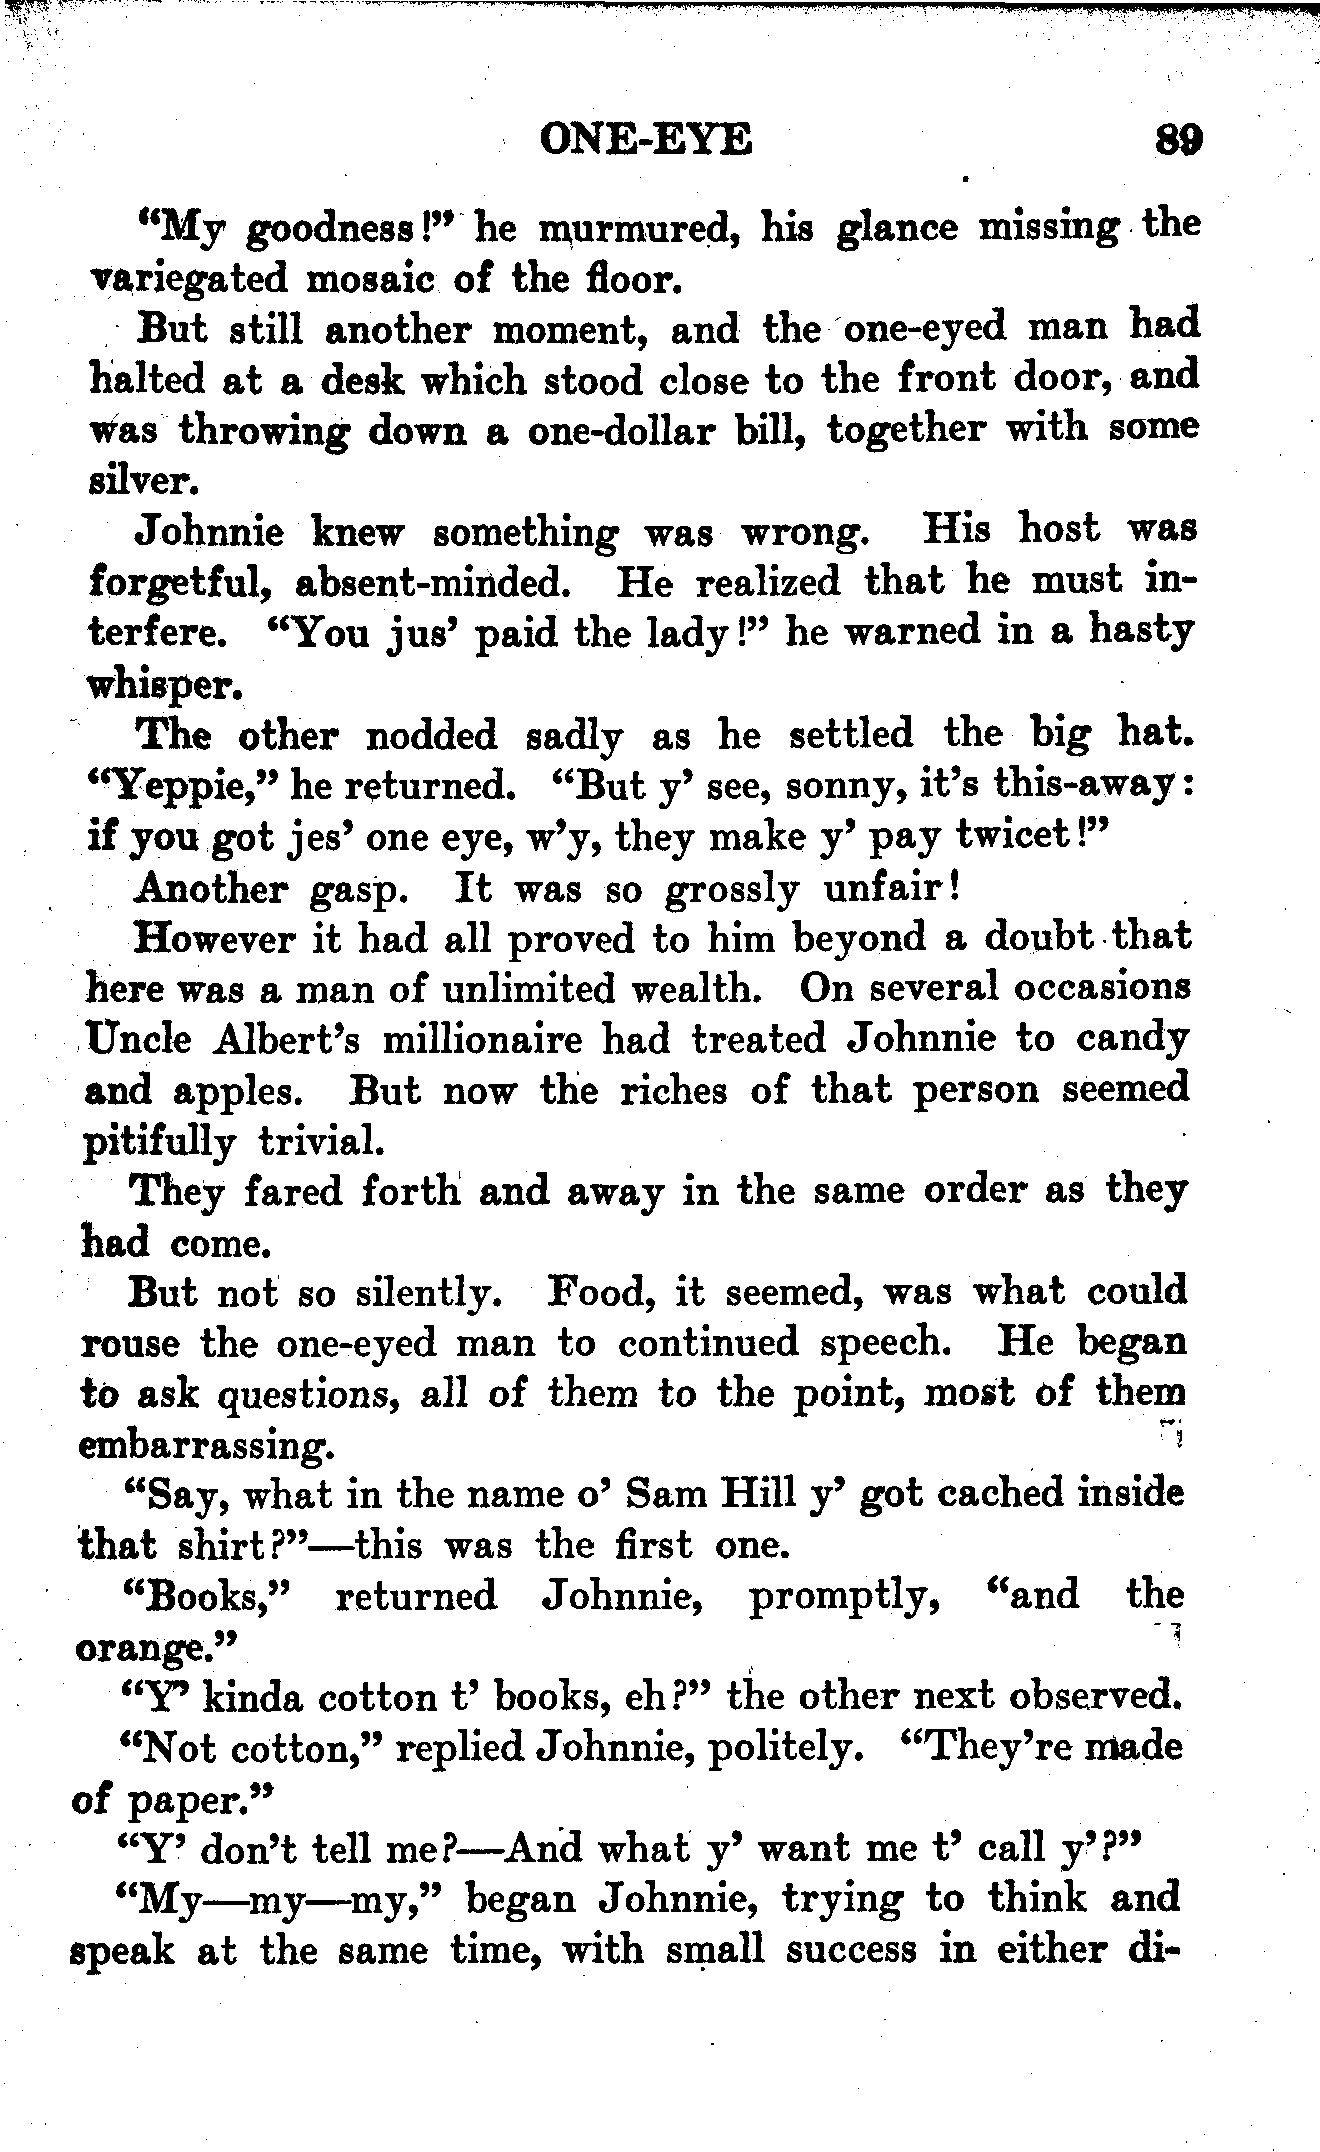 ONE-EYE 89
“My goodness!” he murmured, his glance missing the
variegated mosaic of the floor.
But still another moment, and the one-eyed man had
halted at a desk which stood close to the front door, and
was throwing down a one-dollar bill, together with some
silver.
Johnnie knew something was wrong. His host was
forgetful, absent-minded. He realized that he must in-
terfere. “You jus’ paid the lady!” he warned in a hasty
whisper.
The other nodded sadly as he settled the big hat.
“Yeppie,” he returned. “But y’ see, sonny, it’s this-away:
if you got jes’ one eye, w’y, they make y’ pay twicet!”
Another gasp. It was so grossly unfair!
However it had all proved to him beyond a doubt that
here was a man of unlimited wealth. On several occasions
Uncle Albert’s millionaire had treated Johnnie to candy
and apples. But now the riches of that person seemed
pitifully trivial.
They fared forth and away in the same order as they
had come.
But not so silently. Food, it seemed, was what could
rouse the one-eyed man to continued speech. He began
to ask questions, all of them to the point, most of them
embarrassing.
“Say, what in the name o’ Sam Hill y’ got cached inside
that shirt?”—this was the first one.
“Books,” returned Johnnie, promptly, “and the
orange.”
“Y’ kinda cotton t’ books, eh?” the other next observed.
“Not cotton,” replied Johnnie, politely. “They’re made
of paper.”
“Y’ don’t tell me?—And what y’ want me t’ call y’?”
“My—my—my,” began Johnnie, trying to think and
speak at the same time, with small success in either di-